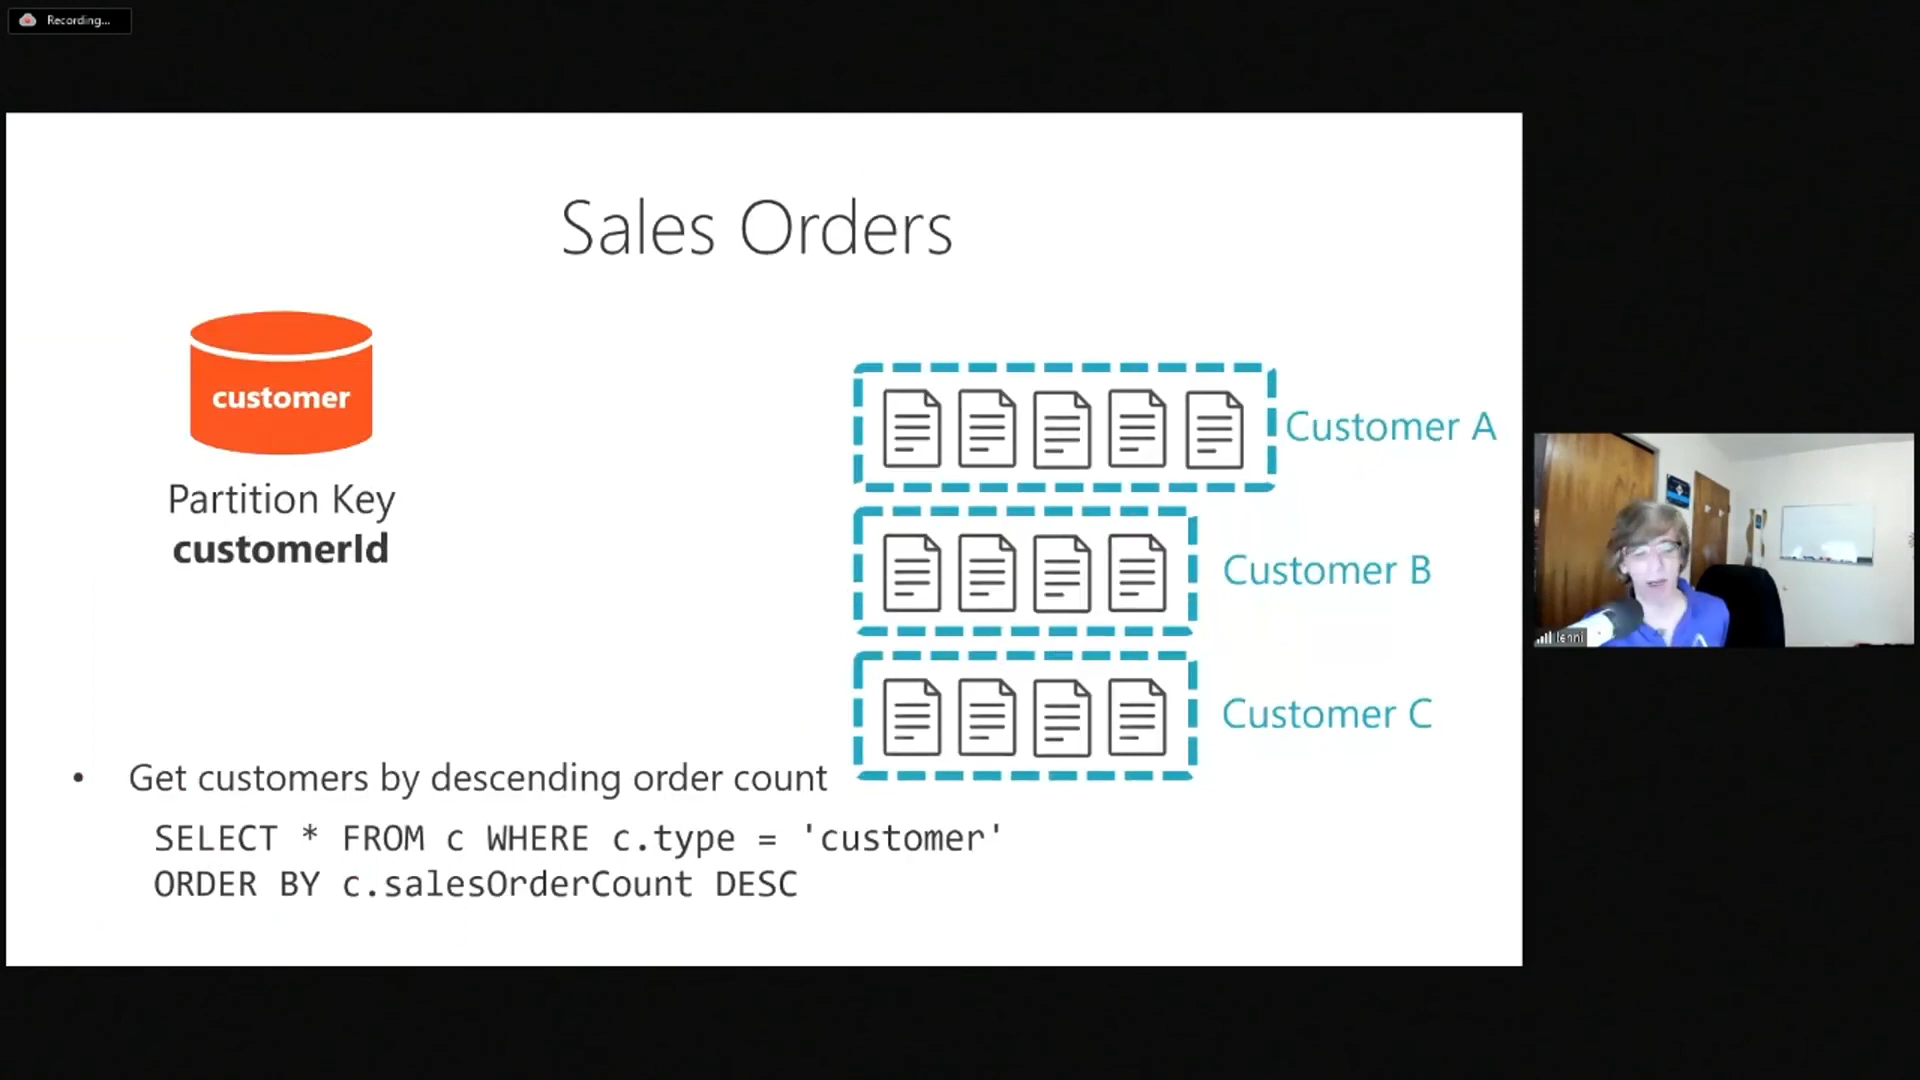 Recording...
Sales Orders
customer
Partition Key
customerId
Customer A
Customer B
Customer C
• Get customers by descending order count
SELECT * FROM c WHERE c.type = 'customer'
ORDER BY c.salesOrderCount DESC
lenni